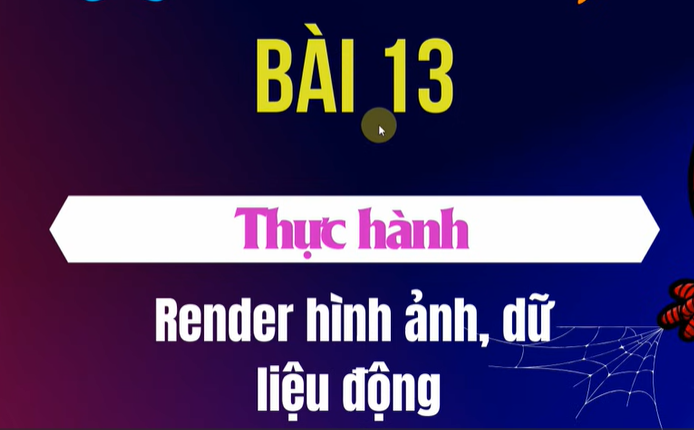 BÀI 13
Thực hành
Render hình ảnh, dữ
liệu động